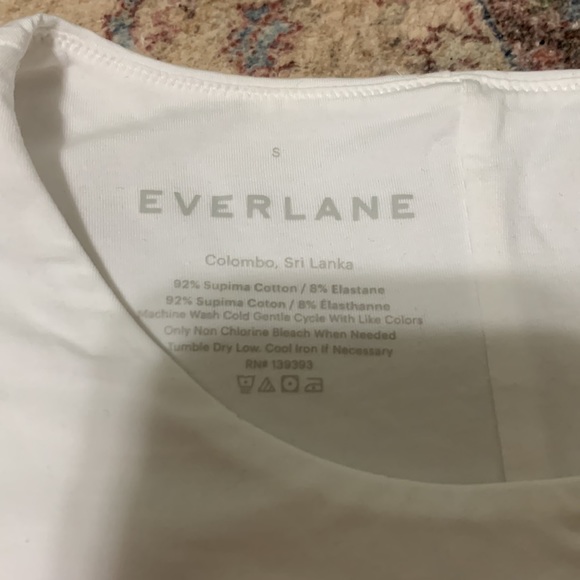 S
EVERLANE
Colombo, Sri Lanka
92% Supima Cotton / 8% Elastane
92% Supima Coton / 8% Élasthanne
Machine Wash Cold Gentle Cycle With Like Colors
Only Non Chlorine Bleach When Needed
Tumble Dry Low. Cool Iron If Necessary
RN# 139393